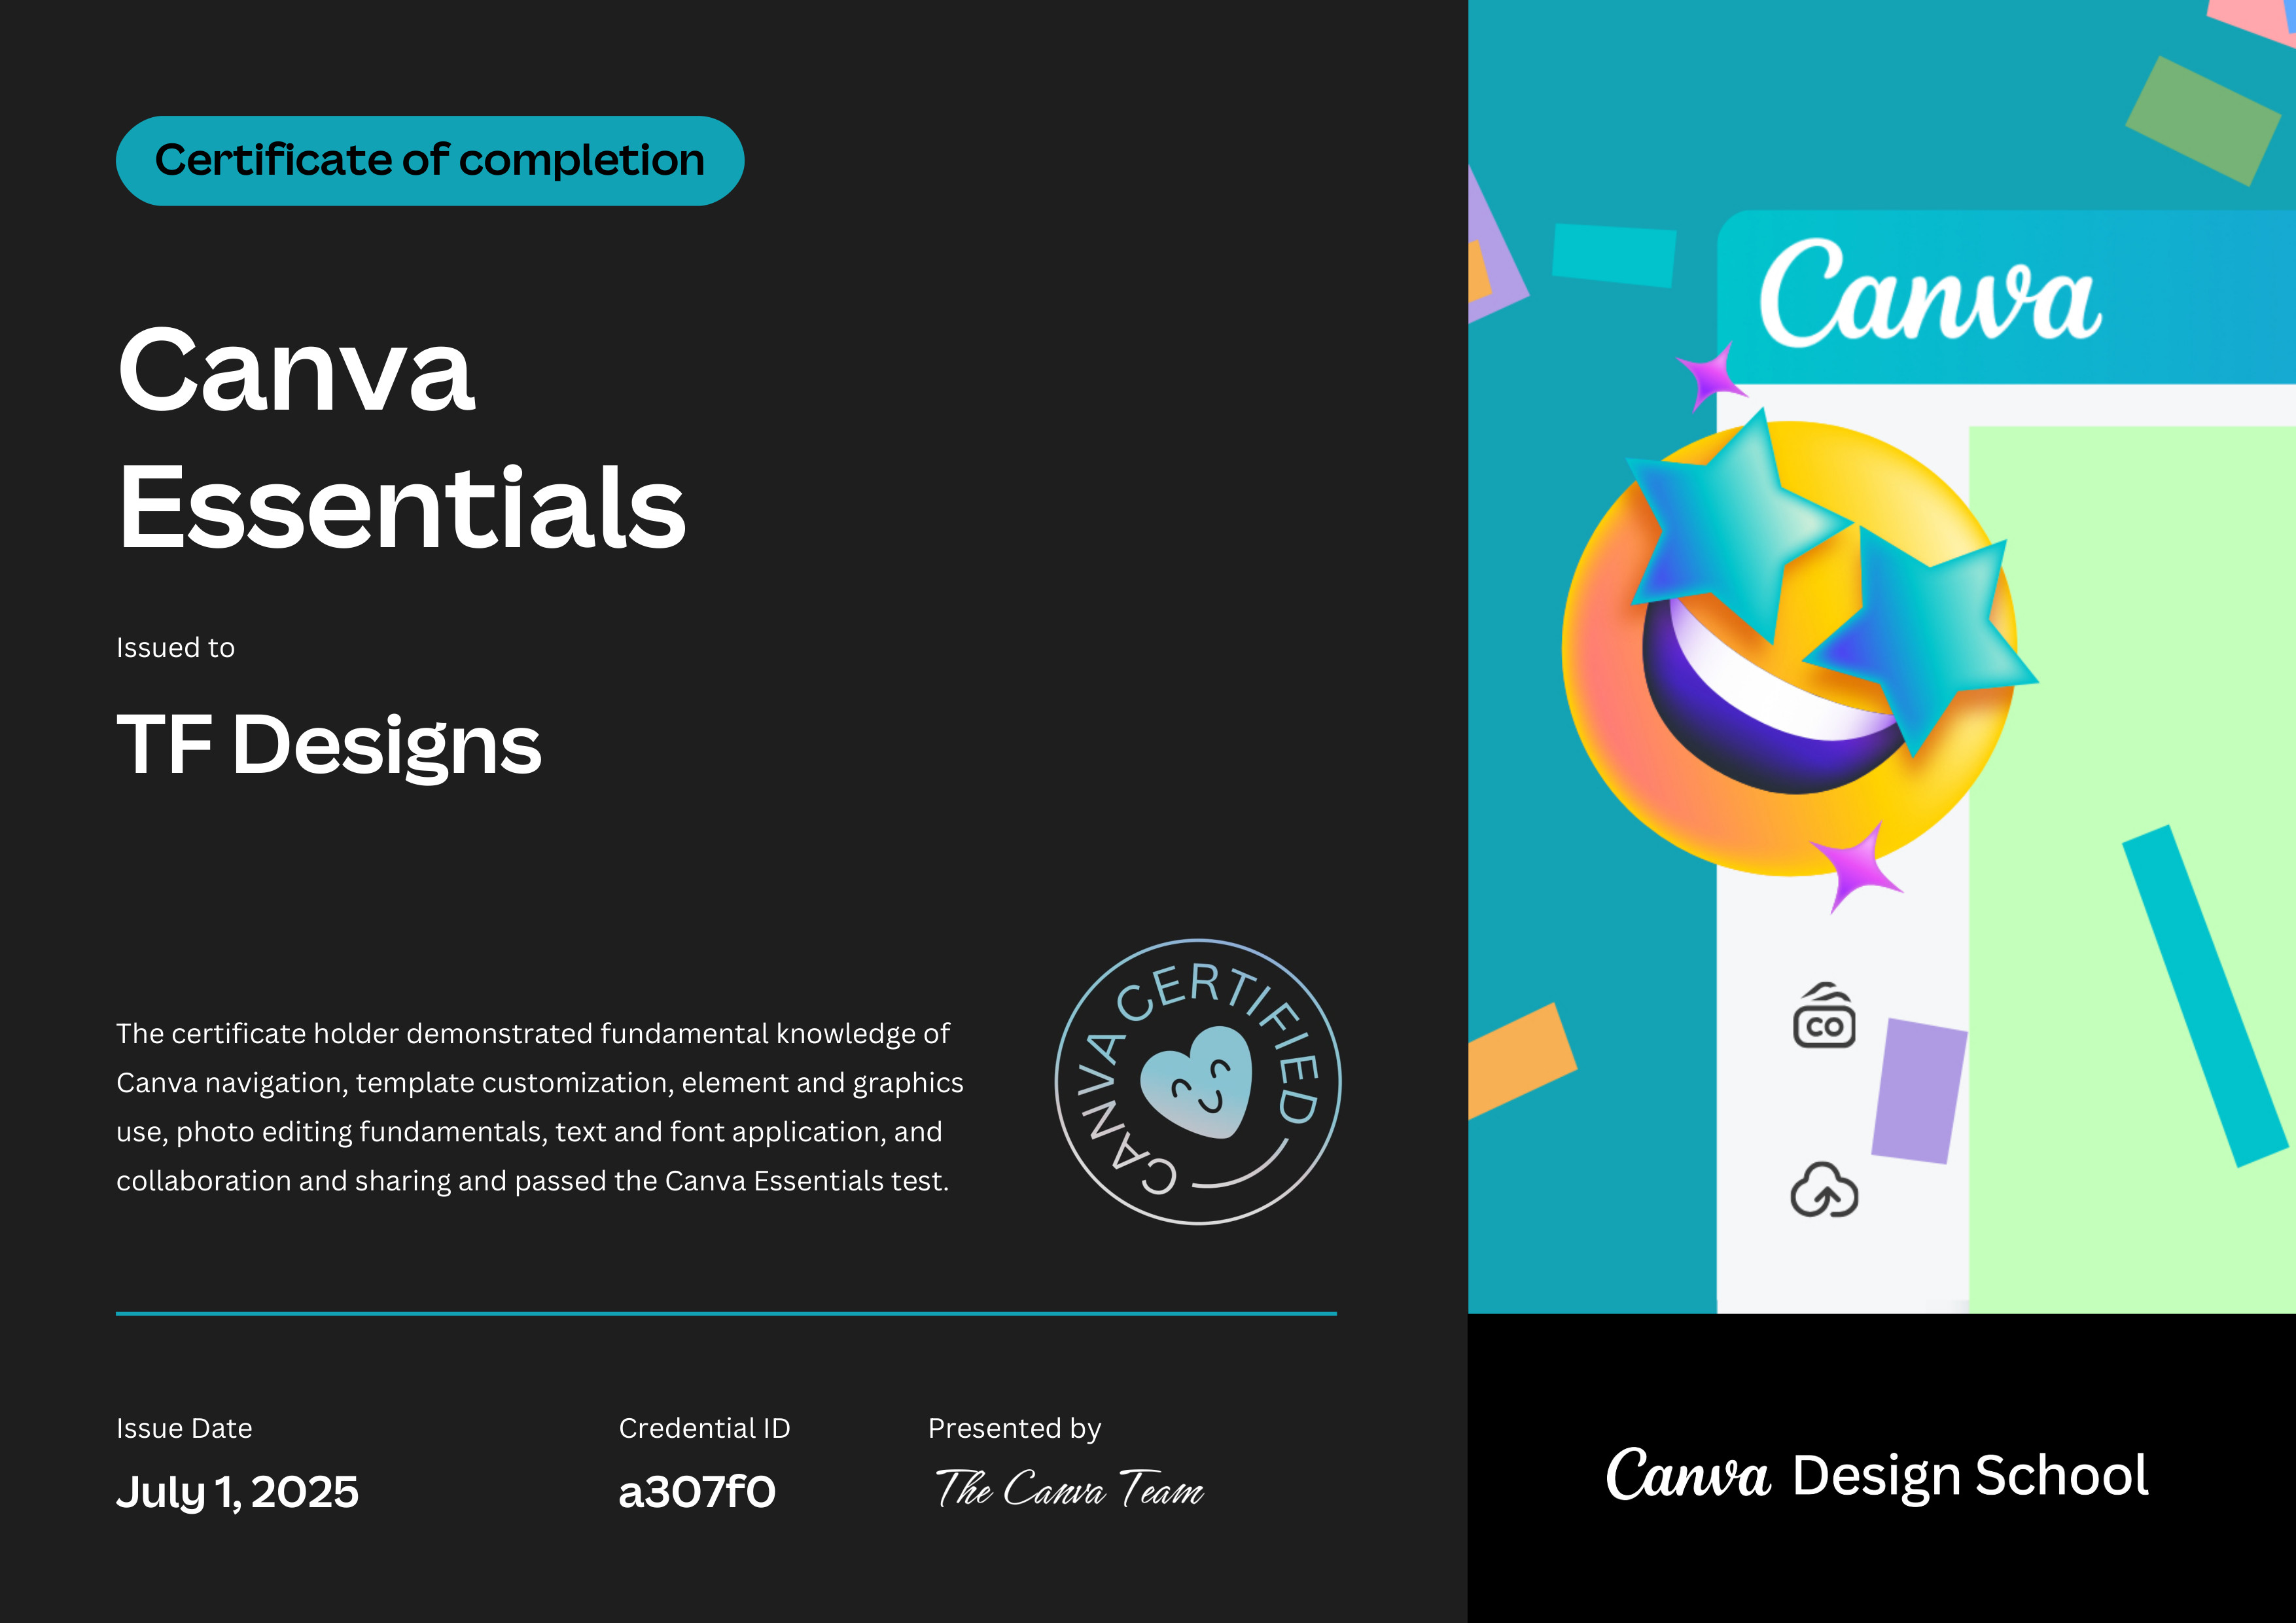 Certificate of completion
Canva
Essentials
Issued to
TF Designs
The certificate holder demonstrated fundamental knowledge of
Canva navigation, template customization, element and graphics
use, photo editing fundamentals, text and font application, and
collaboration and sharing and passed the Canva Essentials test.
CANVA CERTIFIED
Issue Date
July 1, 2025
Credential ID
a307f0
Presented by
The Canva Team
Canva
CO
Canva Design School